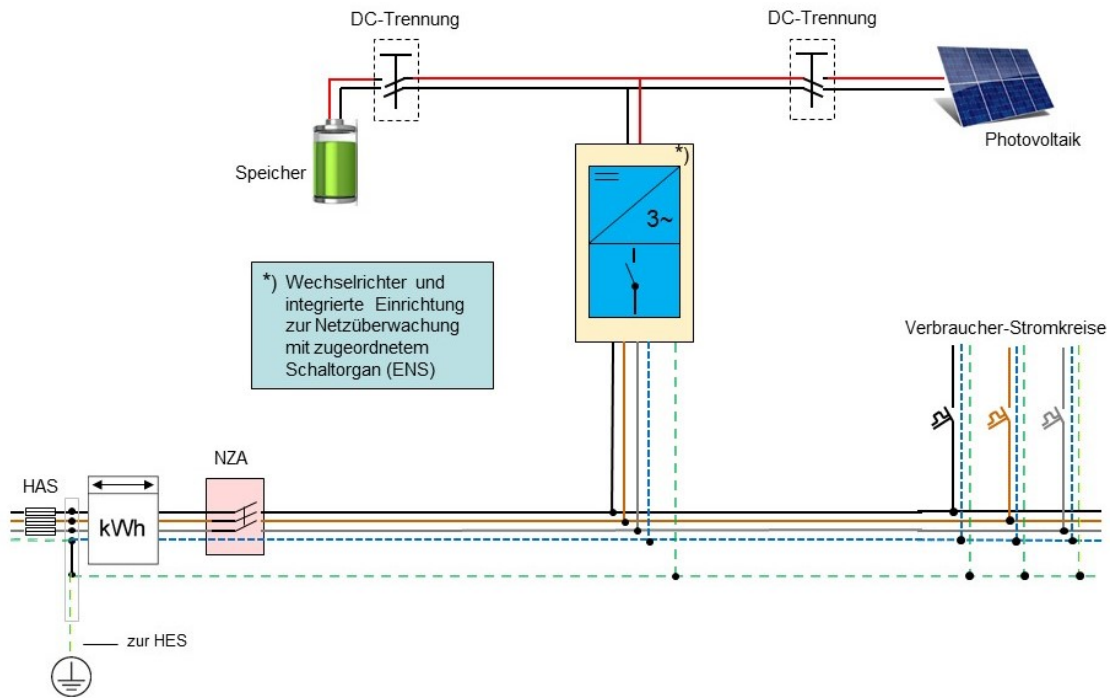 DC-Trennung
DC-Trennung
Photovoltaik
Speicher
*)
3~
*) Wechselrichter und
integrierte Einrichtung
zur Netzüberwachung
mit zugeordnetem
Schaltorgan (ENS)
Verbraucher-Stromkreise
NZA
HAS
kWh
zur HES